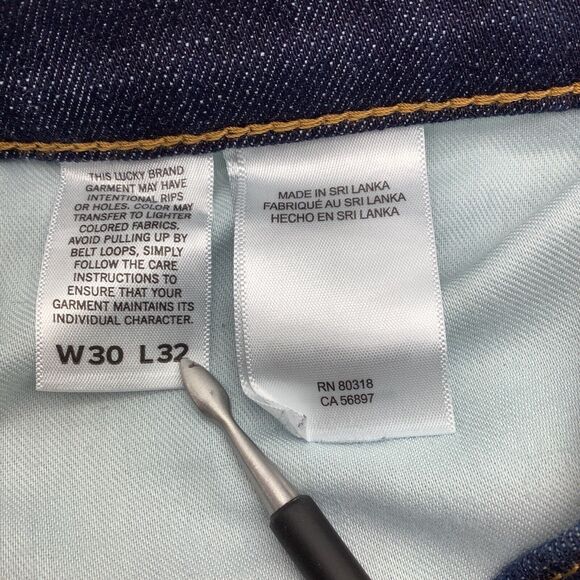 THIS LUCKY BRAND
GARMENT MAY HAVE
INTENTIONAL RIPS
OR HOLES. COLOR MAY
TRANSFER TO LIGHTER
COLORED FABRICS.
AVOID PULLING UP BY
BELT LOOPS, SIMPLY
FOLLOW THE CARE
INSTRUCTIONS TO
ENSURE THAT YOUR
GARMENT MAINTAINS ITS
INDIVIDUAL CHARACTER.
W30 L32
MADE IN SRI LANKA
FABRIQUÉ AU SRI LANKA
HECHO EN SRI LANKA
RN 80318
CA 56897